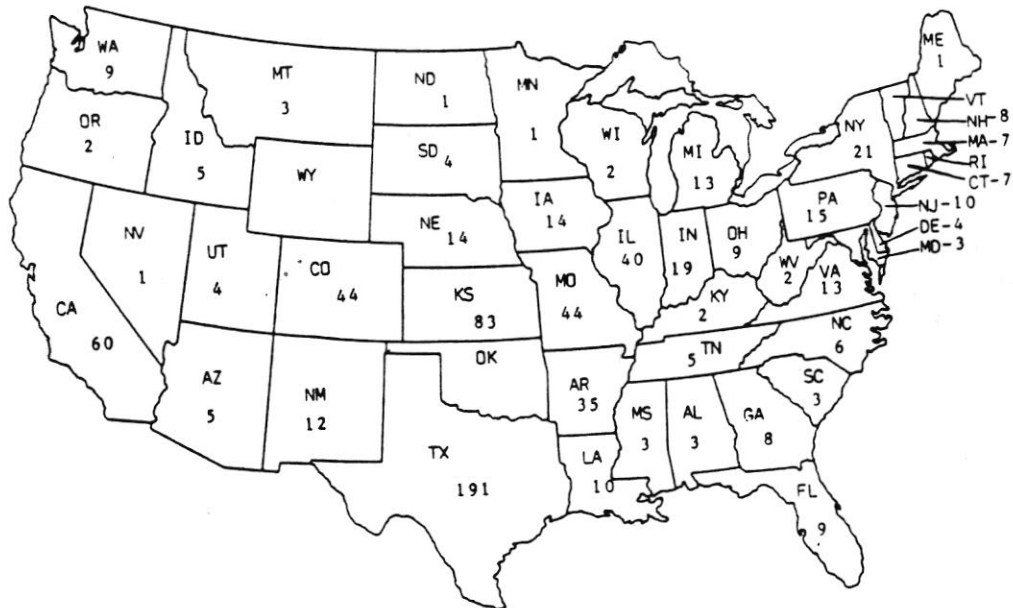 WA
9
MT
3
ND
1
MN
1
ME
1
OR
2
ID
5
WY
SD 4
WI
2
MI
13
NY
21
VT
NH-8
MA-7
RI
CT-7
NJ-10
DE-4
MD-3
NV
1
UT
4
CO
44
NE
14
IA
14
IL
40
IN
19
OH
9
PA
15
WV
2
VA
13
CA
60
KS
83
MO
44
KY
2
NC
6
AZ
5
NM
12
OK
AR
35
5 TN
SC
3
TX
191
LA
10
MS
3
AL
3
GA
8
FL
9